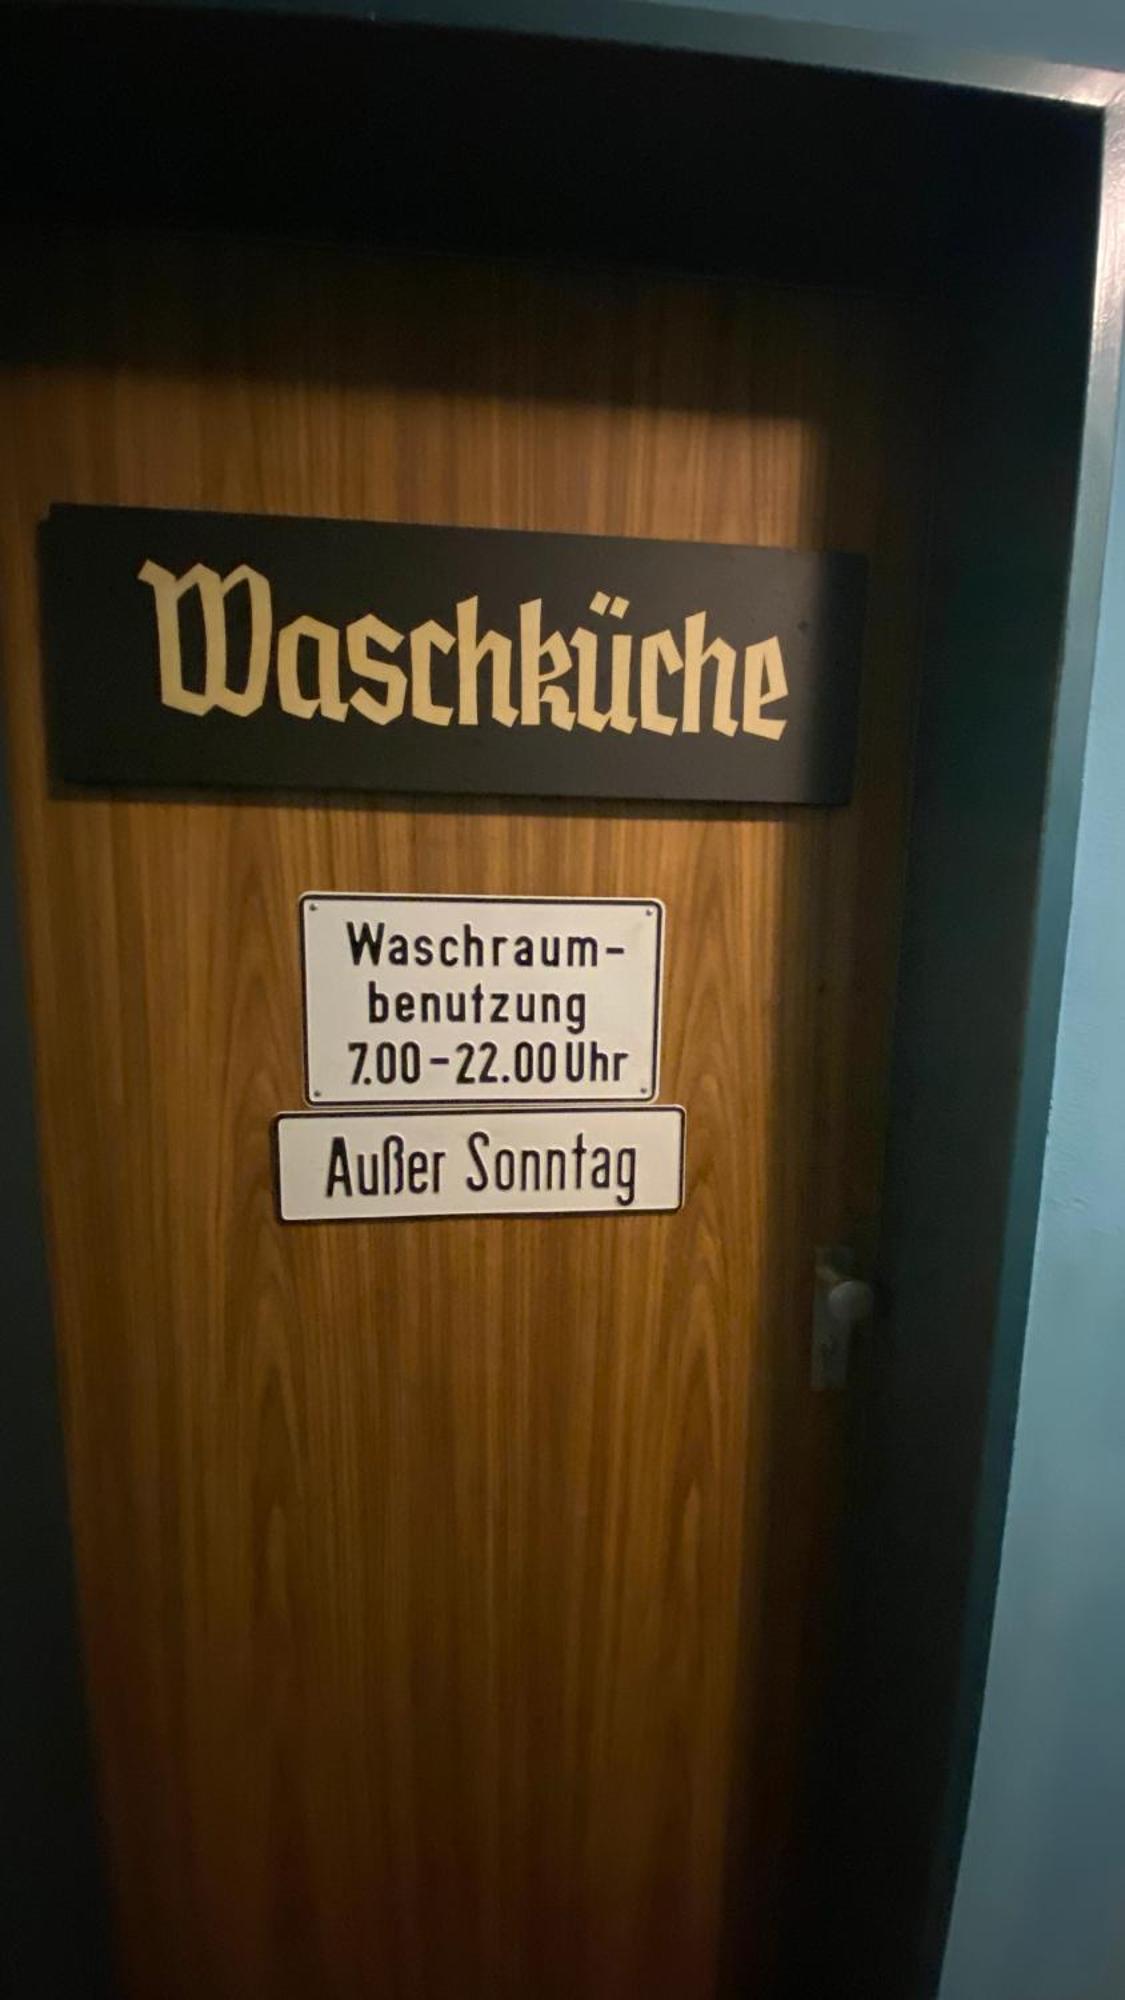 Waschküche
Waschraum-
benutzung
7.00-22.00 Uhr
Außer Sonntag